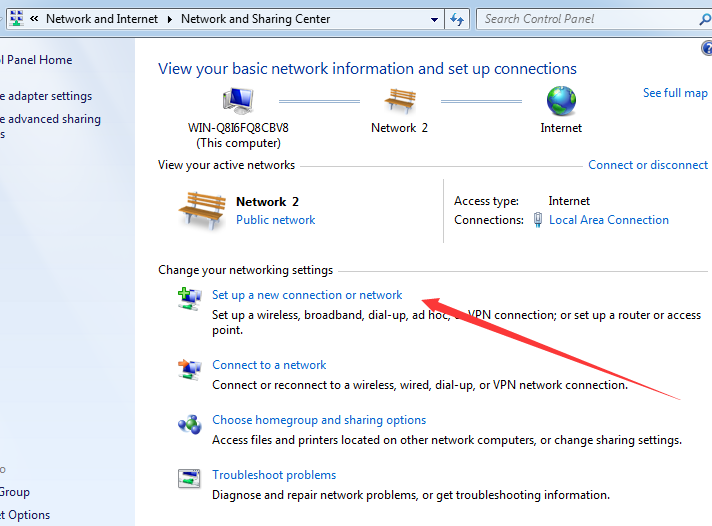 « Network and Internet ▸ Network and Sharing Center
Search Control Panel
l Panel Home
e adapter settings
e advanced sharing
s
View your basic network information and set up connections
See full map
WIN-Q8I6FQ8CBV8
(This computer)
Network 2
Internet
View your active networks
Connect or disconnect
Network 2
Public network
Access type: Internet
Connections: Local Area Connection
Change your networking settings
Set up a new connection or network
Set up a wireless, broadband, dial-up, ad hoc, or VPN connection; or set up a router or access
point.
Connect to a network
Connect or reconnect to a wireless, wired, dial-up, or VPN network connection.
Choose homegroup and sharing options
Access files and printers located on other network computers, or change sharing settings.
Troubleshoot problems
Diagnose and repair network problems, or get troubleshooting information.
o
Group
et Options